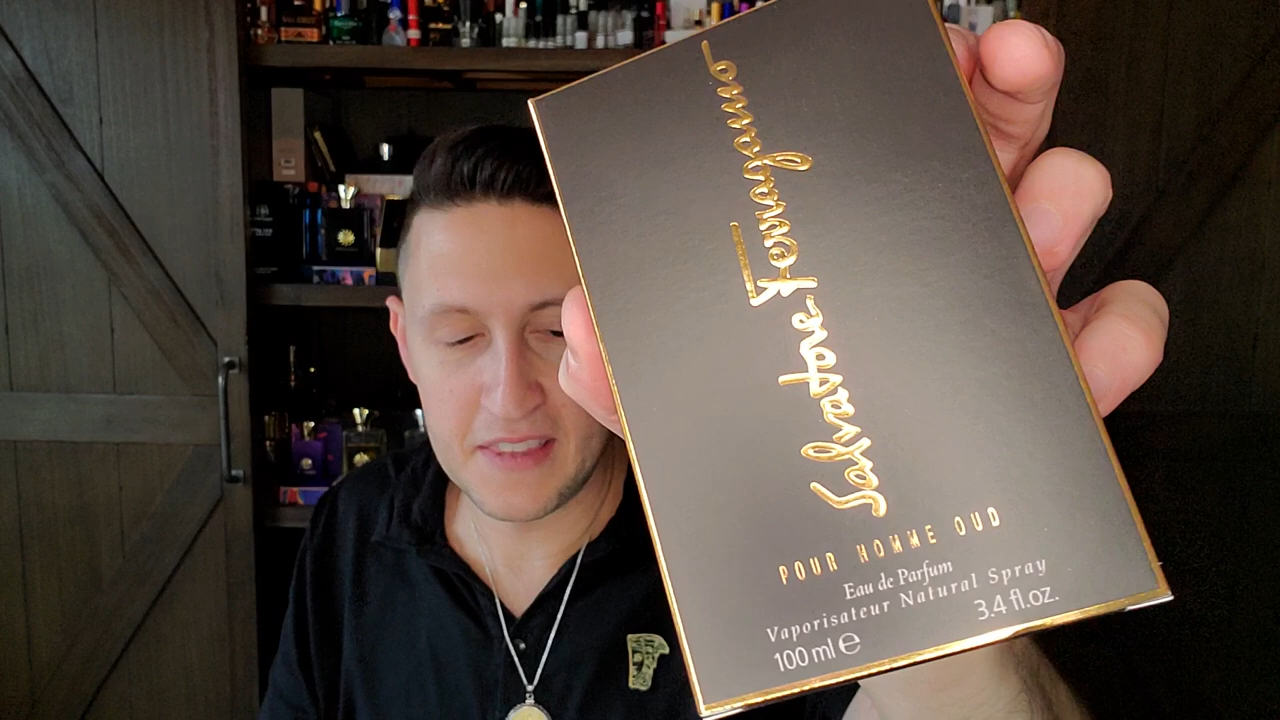 Salvatore Ferragamo
POUR HOMME OUD
Eau de Parfum
Vaporisateur Natural Spray
100 ml e 3.4 fl.oz.